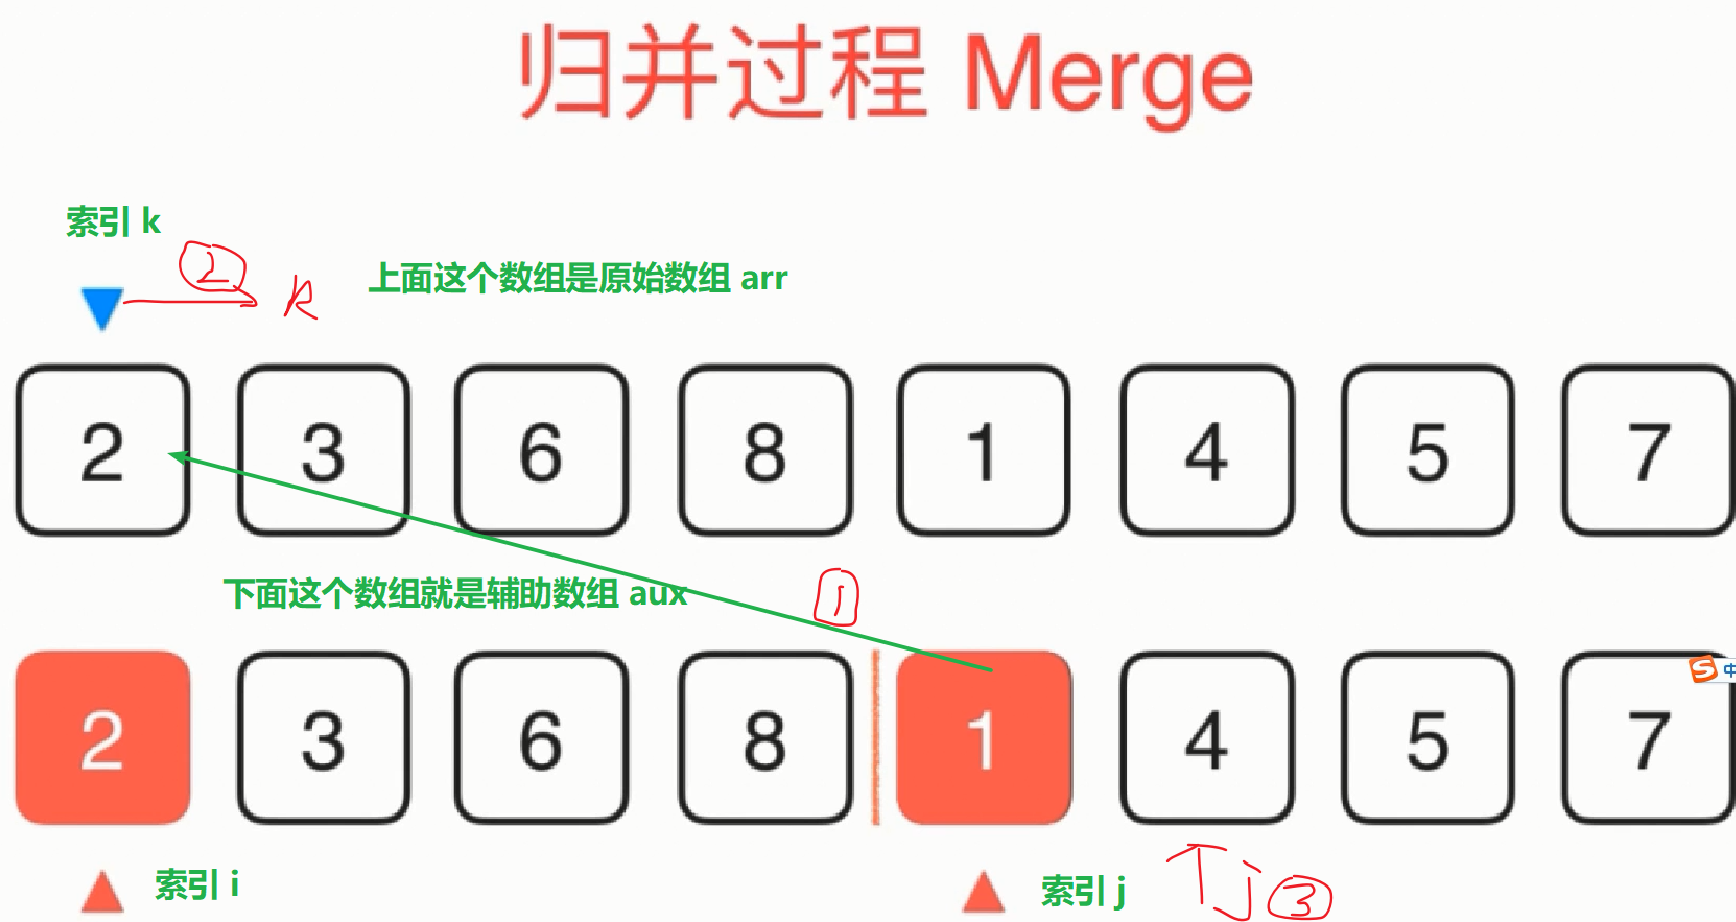 归并过程 Merge
索引 k
2
k
上面这个数组是原始数组 arr
2 3 6 8 1 4 5 7
下面这个数组就是辅助数组 aux
1
2 3 6 8 1 4 5 7
索引 i
索引 j
j
3
S 中